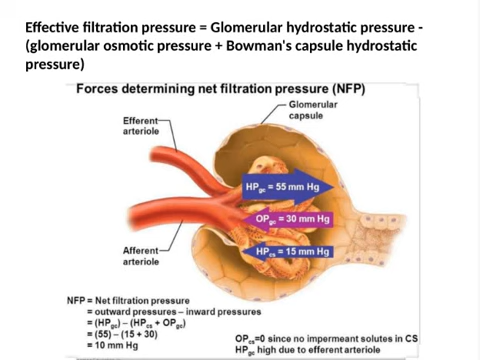 Effective filtration pressure = Glomerular hydrostatic pressure -
(glomerular osmotic pressure + Bowman's capsule hydrostatic
pressure)
Forces determining net filtration pressure (NFP)
Glomerular
capsule
Efferent
arteriole
HPgc = 55 mm Hg
OPgc = 30 mm Hg
HPcs = 15 mm Hg
Afferent
arteriole
NFP = Net filtration pressure
= outward pressures – inward pressures
= (HPgc) – (HPcs + OPgc)
= (55) – (15 + 30)
= 10 mm Hg
OPcs=0 since no impermeant solutes in CS
HPgc high due to efferent arteriole